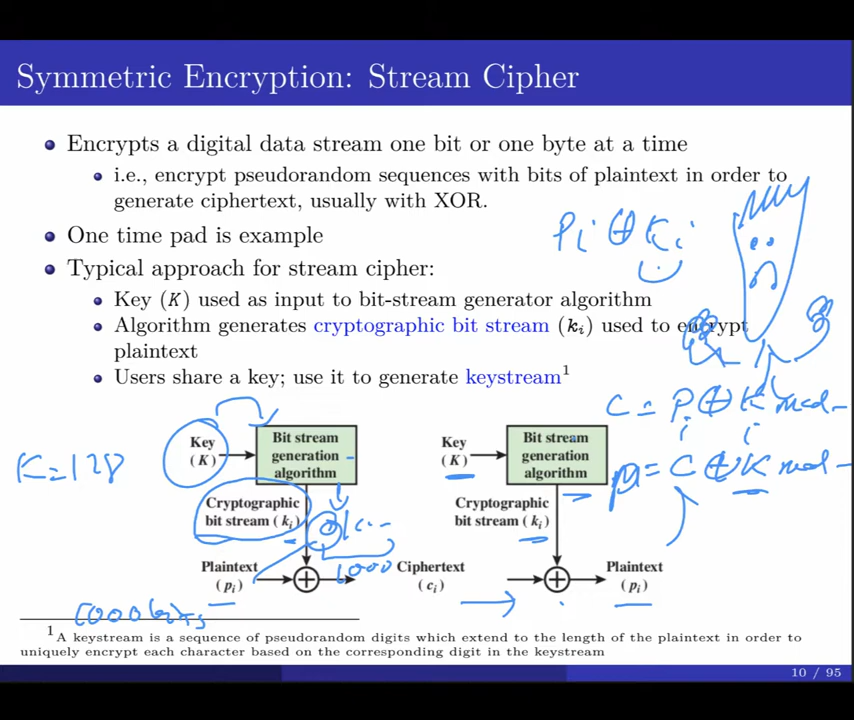 Symmetric Encryption: Stream Cipher
Encrypts a digital data stream one bit or one byte at a time
i.e., encrypt pseudorandom sequences with bits of plaintext in order to
generate ciphertext, usually with XOR.
Pi ⊕ Ki
One time pad is example
Typical approach for stream cipher:
Key (K) used as input to bit-stream generator algorithm
Algorithm generates cryptographic bit stream (ki) used to encrypt
plaintext
Users share a key; use it to generate keystream1
C = Pi ⊕ Ki mod
P = C ⊕ K mod
K=128
Key
(K)
Bit stream
generation
algorithm
Cryptographic
bit stream (ki)
Plaintext
(pi)
1000
1000 bits
Ciphertext
(ci)
Key
(K)
Bit stream
generation
algorithm
Cryptographic
bit stream (ki)
Plaintext
(pi)
1A keystream is a sequence of pseudorandom digits which extend to the length of the plaintext in order to
uniquely encrypt each character based on the corresponding digit in the keystream
10 / 95